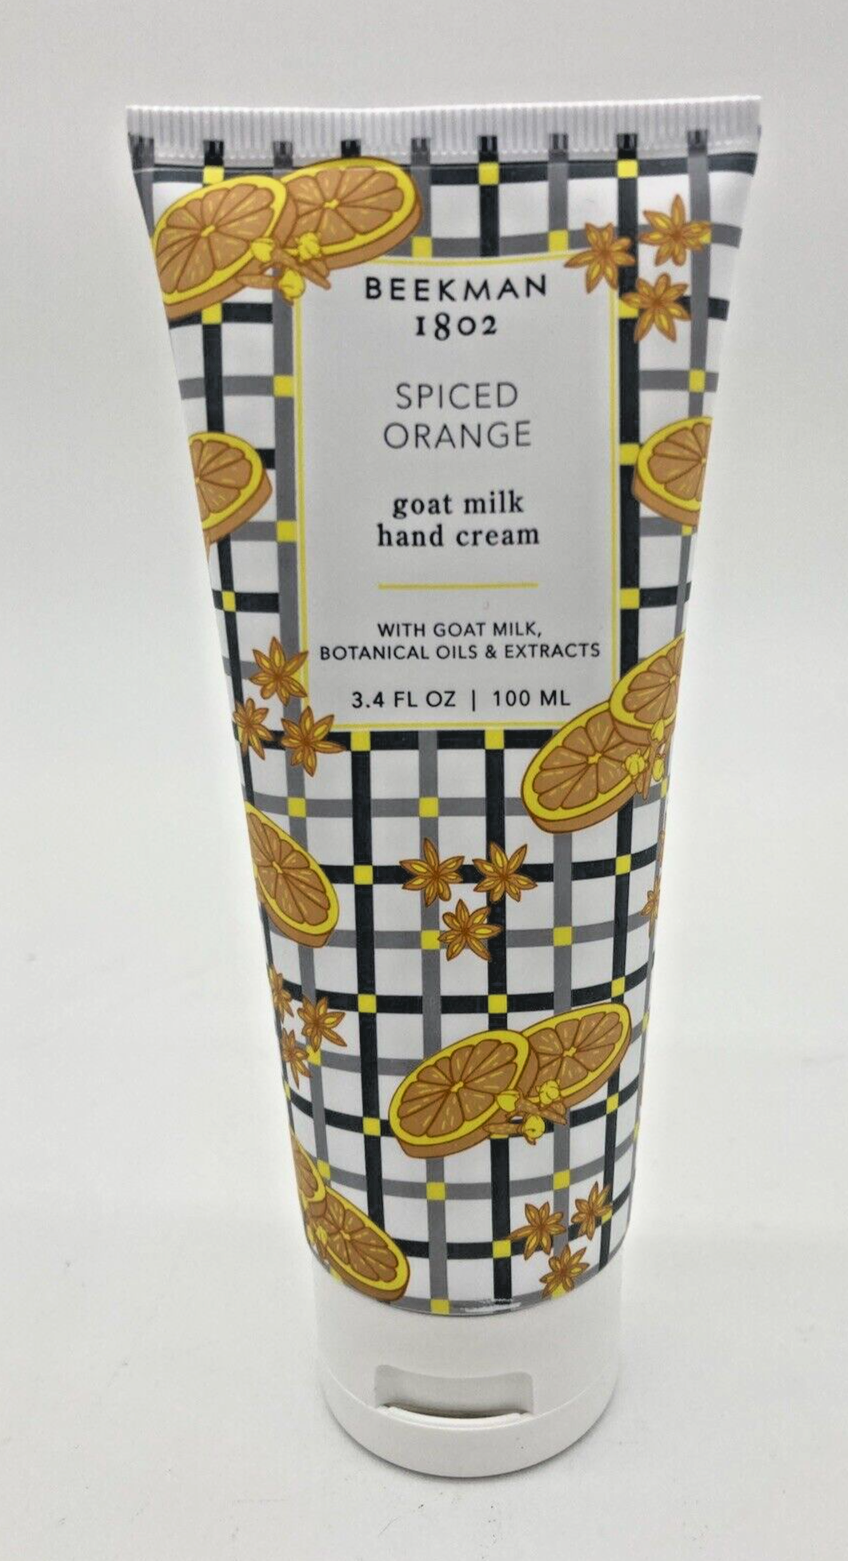 BEEKMAN
1802
SPICED
ORANGE
goat milk
hand cream
WITH GOAT MILK,
BOTANICAL OILS & EXTRACTS
3.4 FL OZ | 100 ML